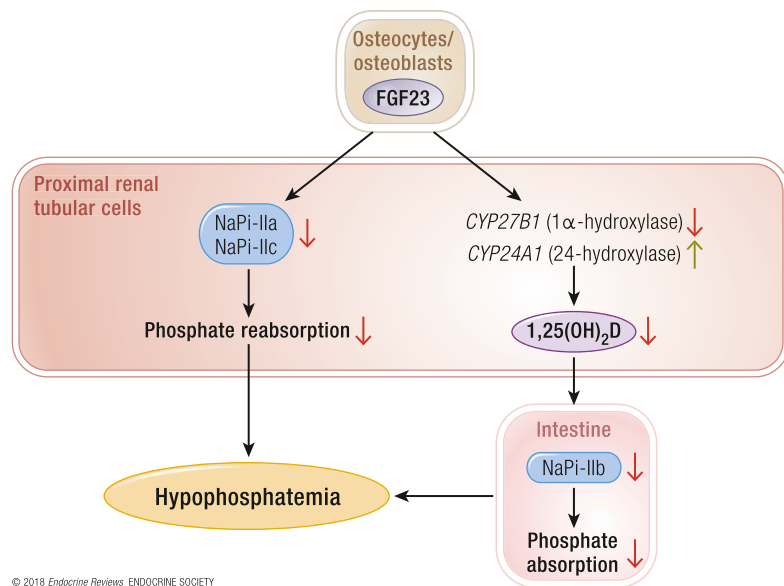 Osteocytes/
osteoblasts
FGF23
Proximal renal
tubular cells
NaPi-IIa
NaPi-IIc
CYP27B1 (1α-hydroxylase)
CYP24A1 (24-hydroxylase)
Phosphate reabsorption
1,25(OH)₂D
Intestine
NaPi-IIb
Hypophosphatemia
Phosphate
absorption
© 2018 Endocrine Reviews ENDOCRINE SOCIETY